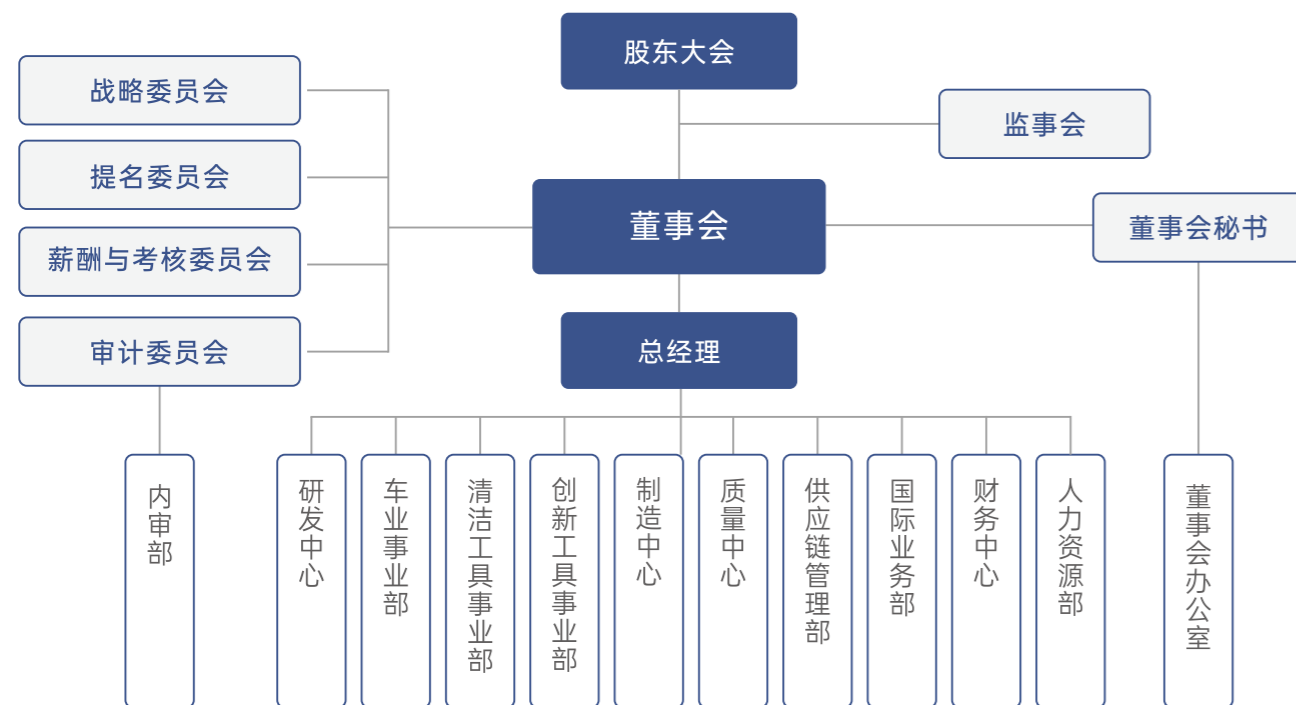 股东大会
战略委员会
监事会
提名委员会
董事会
董事会秘书
薪酬与考核委员会
总经理
审计委员会
内审部
研发中心
车业事业部
清洁工具事业部
创新工具事业部
制造中心
质量中心
供应链管理部
国际业务部
财务中心
人力资源部
董事会办公室